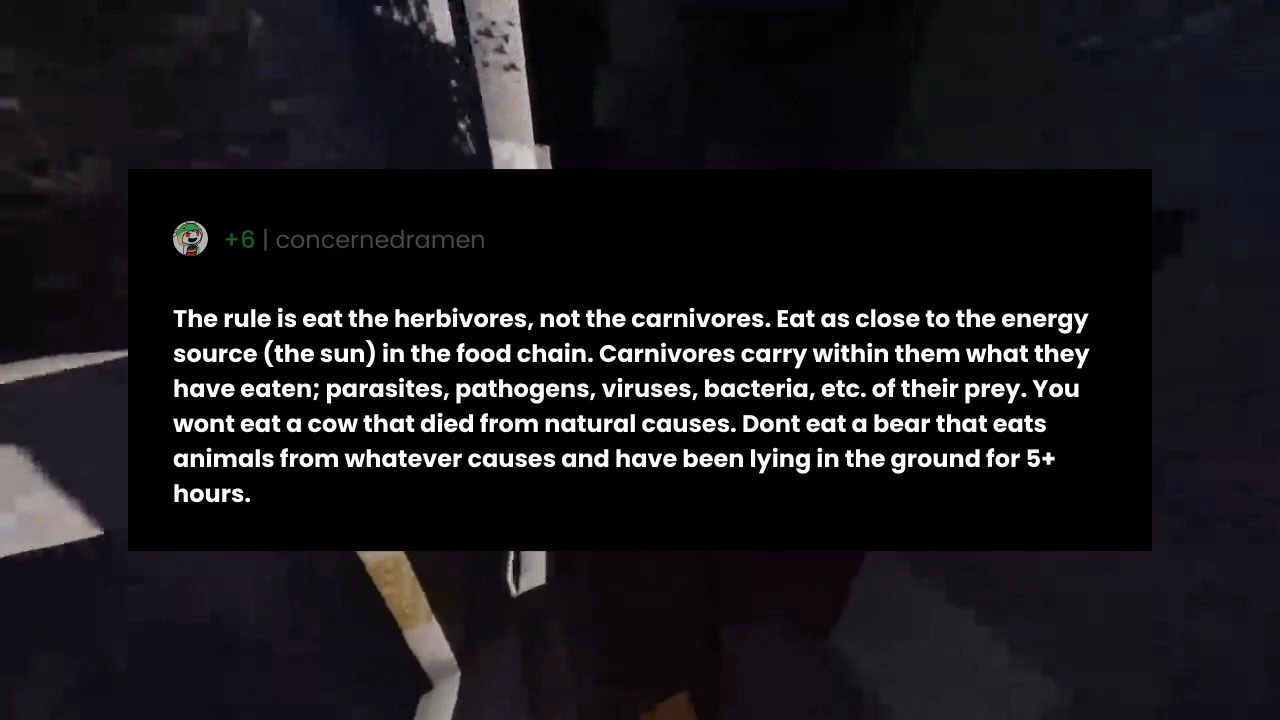 +6 | concernedramen
The rule is eat the herbivores, not the carnivores. Eat as close to the energy
source (the sun) in the food chain. Carnivores carry within them what they
have eaten; parasites, pathogens, viruses, bacteria, etc. of their prey. You
wont eat a cow that died from natural causes. Dont eat a bear that eats
animals from whatever causes and have been lying in the ground for 5+
hours.